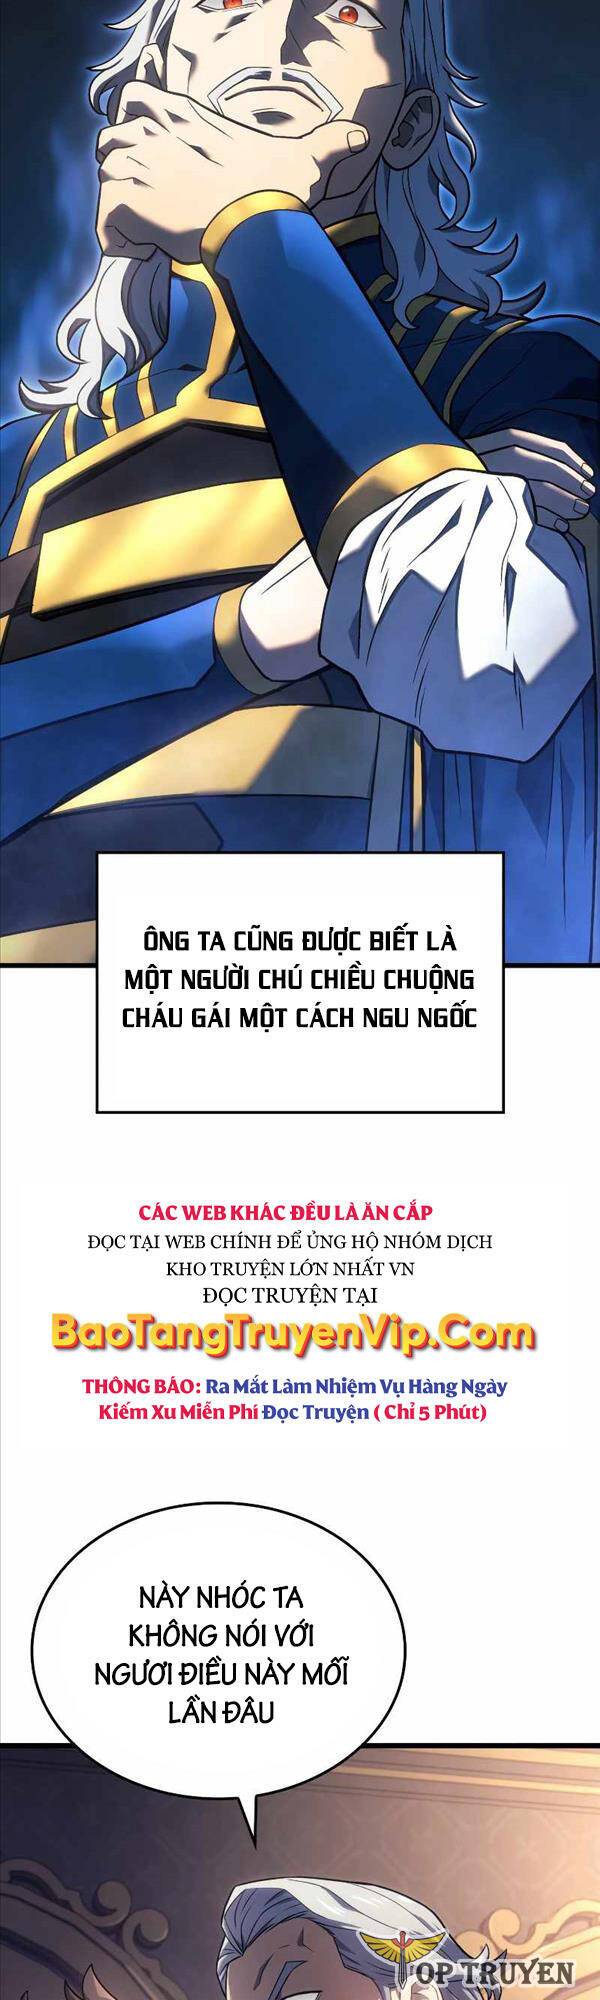 ÔNG TA CŨNG ĐƯỢC BIẾT LÀ
MỘT NGƯỜI CHÚ CHIỀU CHUỘNG
CHÁU GÁI MỘT CÁCH NGU NGỐC
CÁC WEB KHÁC ĐỀU LÀ ĂN CẮP
ĐỌC TẠI WEB CHÍNH ĐỂ ỦNG HỘ NHÓM DỊCH
KHO TRUYỆN LỚN NHẤT VN
ĐỌC TRUYỆN TẠI
BaoTangTruyenVip.Com
THÔNG BÁO: Ra Mắt Làm Nhiệm Vụ Hàng Ngày
Kiếm Xu Miễn Phí Đọc Truyện ( Chỉ 5 Phút)
NÀY NHÓC TA
KHÔNG NÓI VỚI
NGƯƠI ĐIỀU NÀY MỖI
LẦN ĐÂU
TOP TRUYEN